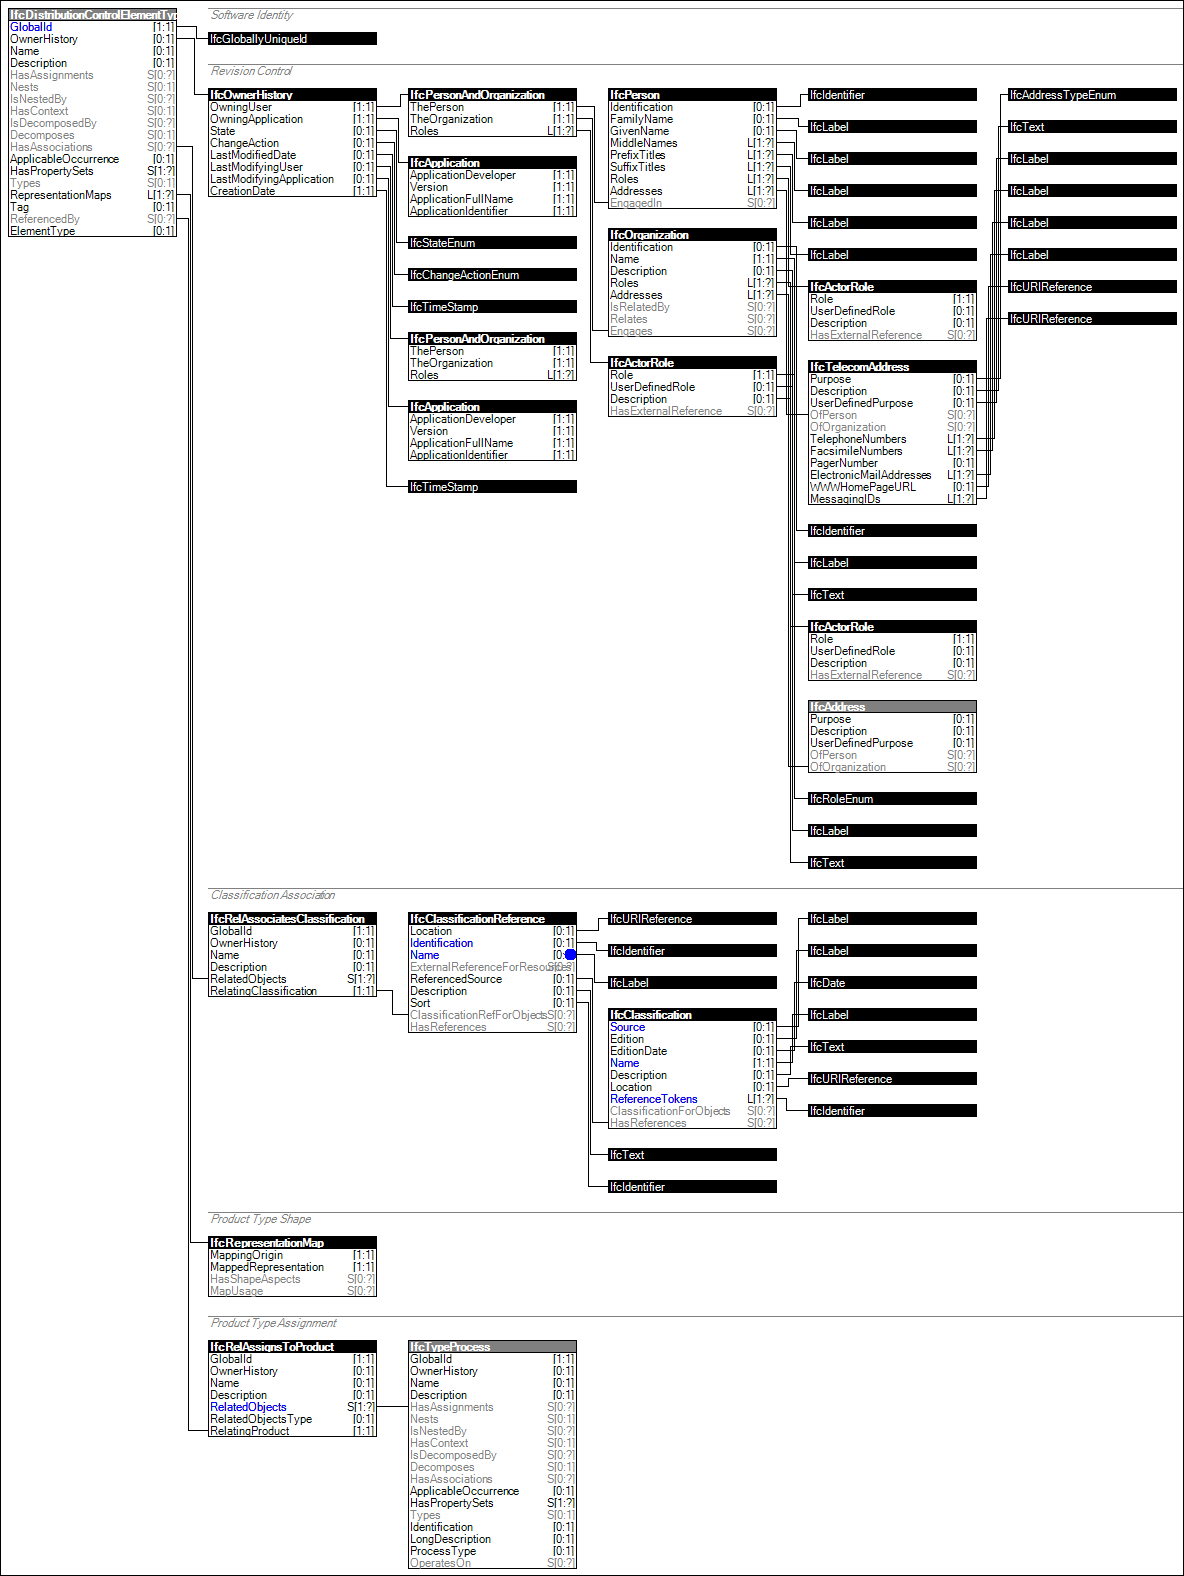 IfcDistributionControlElementTyp
GlobalId [1:1]
OwnerHistory [0:1]
Name [0:1]
Description [0:1]
HasAssignments S[0:?]
Nests S[0:1]
IsNestedBy S[0:?]
HasContext S[0:1]
IsDecomposedBy S[0:?]
Decomposes S[0:1]
HasAssociations S[0:?]
ApplicableOccurrence [0:1]
HasPropertySets S[1:?]
Types S[0:1]
RepresentationMaps L[1:?]
Tag [0:1]
ReferencedBy S[0:?]
ElementType [0:1]
Software Identity
IfcGloballyUniqueId
Revision Control
IfcOwnerHistory
OwningUser [1:1]
OwningApplication [1:1]
State [0:1]
ChangeAction [0:1]
LastModifiedDate [0:1]
LastModifyingUser [0:1]
LastModifyingApplication [0:1]
CreationDate [1:1]
IfcPersonAndOrganization
ThePerson [1:1]
TheOrganization [1:1]
Roles L[1:?]
IfcApplication
ApplicationDeveloper [1:1]
Version [1:1]
ApplicationFullName [1:1]
ApplicationIdentifier [1:1]
IfcStateEnum
IfcChangeActionEnum
IfcTimeStamp
IfcPersonAndOrganization
ThePerson [1:1]
TheOrganization [1:1]
Roles L[1:?]
IfcApplication
ApplicationDeveloper [1:1]
Version [1:1]
ApplicationFullName [1:1]
ApplicationIdentifier [1:1]
IfcTimeStamp
IfcPerson
Identification [0:1]
FamilyName [0:1]
GivenName [0:1]
MiddleNames L[1:?]
PrefixTitles L[1:?]
SuffixTitles L[1:?]
Roles L[1:?]
Addresses L[1:?]
EngagedIn S[0:?]
IfcOrganization
Identification [0:1]
Name [1:1]
Description [0:1]
Roles L[1:?]
Addresses L[1:?]
IsRelatedBy S[0:?]
Relates S[0:?]
Engages S[0:?]
IfcActorRole
Role [1:1]
UserDefinedRole [0:1]
Description [0:1]
HasExternalReference S[0:?]
IfcIdentifier
IfcLabel
IfcLabel
IfcLabel
IfcLabel
IfcLabel
IfcActorRole
Role [1:1]
UserDefinedRole [0:1]
Description [0:1]
HasExternalReference S[0:?]
IfcTelecomAddress
Purpose [0:1]
Description [0:1]
UserDefinedPurpose [0:1]
OfPerson S[0:?]
OfOrganization S[0:?]
TelephoneNumbers L[1:?]
FacsimileNumbers L[1:?]
PagerNumber [0:1]
ElectronicMailAddresses L[1:?]
WWWHomePageURL [0:1]
MessagingIDs L[1:?]
IfcIdentifier
IfcLabel
IfcText
IfcActorRole
Role [1:1]
UserDefinedRole [0:1]
Description [0:1]
HasExternalReference S[0:?]
IfcAddress
Purpose [0:1]
Description [0:1]
UserDefinedPurpose [0:1]
OfPerson S[0:?]
OfOrganization S[0:?]
IfcRoleEnum
IfcLabel
IfcText
IfcAddressTypeEnum
IfcText
IfcLabel
IfcLabel
IfcLabel
IfcLabel
IfcURIReference
IfcURIReference
Classification Association
IfcRelAssociatesClassification
GlobalId [1:1]
OwnerHistory [0:1]
Name [0:1]
Description [0:1]
RelatedObjects S[1:?]
RelatingClassification [1:1]
IfcClassificationReference
Location [0:1]
Identification [0:1]
Name [0:
ExternalReferenceForResources S[0:?]
ReferencedSource [0:1]
Description [0:1]
Sort [0:1]
ClassificationRefForObjects S[0:?]
HasReferences S[0:?]
IfcURIReference
IfcIdentifier
IfcLabel
IfcClassification
Source [0:1]
Edition [0:1]
EditionDate [0:1]
Name [1:1]
Description [0:1]
Location [0:1]
ReferenceTokens L[1:?]
ClassificationForObjects S[0:?]
HasReferences S[0:?]
IfcText
IfcIdentifier
IfcLabel
IfcLabel
IfcDate
IfcLabel
IfcText
IfcURIReference
IfcIdentifier
Product Type Shape
IfcRepresentationMap
MappingOrigin [1:1]
MappedRepresentation [1:1]
HasShapeAspects S[0:?]
MapUsage S[0:?]
Product Type Assignment
IfcRelAssignsToProduct
GlobalId [1:1]
OwnerHistory [0:1]
Name [0:1]
Description [0:1]
RelatedObjects S[1:?]
RelatedObjectsType [0:1]
RelatingProduct [1:1]
IfcTypeProcess
GlobalId [1:1]
OwnerHistory [0:1]
Name [0:1]
Description [0:1]
HasAssignments S[0:?]
Nests S[0:1]
IsNestedBy S[0:?]
HasContext S[0:1]
IsDecomposedBy S[0:?]
Decomposes S[0:1]
HasAssociations S[0:?]
ApplicableOccurrence [0:1]
HasPropertySets S[1:?]
Types S[0:1]
Identification [0:1]
LongDescription [0:1]
ProcessType [0:1]
OperatesOn S[0:?]